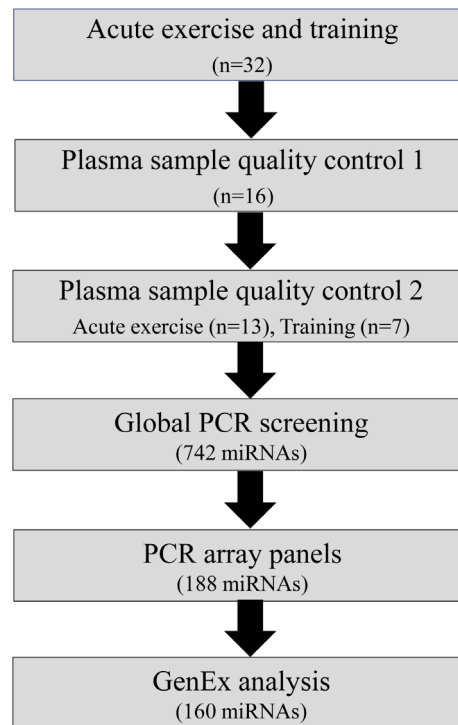 Acute exercise and training
(n=32)
Plasma sample quality control 1
(n=16)
Plasma sample quality control 2
Acute exercise (n=13), Training (n=7)
Global PCR screening
(742 miRNAs)
PCR array panels
(188 miRNAs)
GenEx analysis
(160 miRNAs)